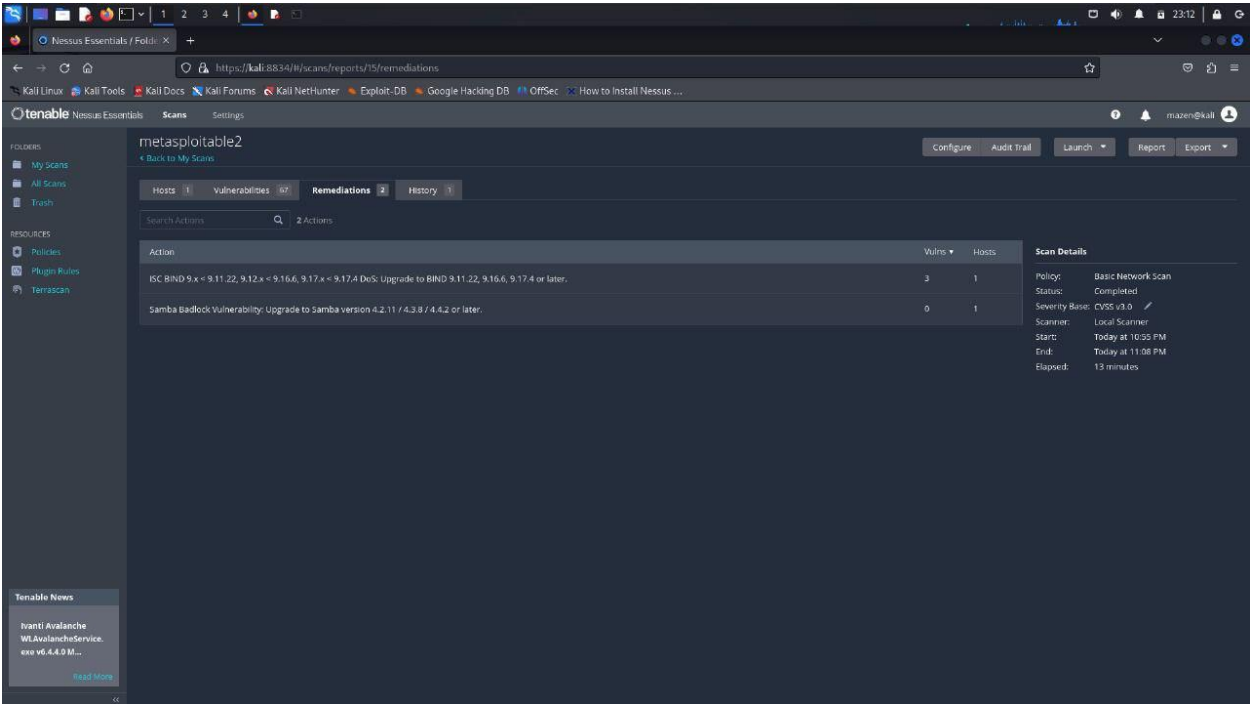 1 2 3 4
23:12
Nessus Essentials / Folde
https://kali:8834/#/scans/reports/15/remediations
Kali Linux Kali Tools Kali Docs Kali Forums Kali NetHunter Exploit-DB Google Hacking DB OffSec How to Install Nessus ...
tenable Nessus Essentials Scans Settings mazen@kali
FOLDERS
My Scans
All Scans
Trash
RESOURCES
Policies
Plugin Rules
Terrascan
metasploitable2
< Back to My Scans
Configure Audit Trail Launch Report Export
Hosts 1 Vulnerabilities 67 Remediations 2 History 1
Search Actions 2 Actions
Action Vulns Hosts
ISC BIND 9.x < 9.11.22, 9.12.x < 9.16.6, 9.17.x < 9.17.4 DoS: Upgrade to BIND 9.11.22, 9.16.6, 9.17.4 or later. 3 1
Samba Badlock Vulnerability: Upgrade to Samba version 4.2.11 / 4.3.8 / 4.4.2 or later. 0 1
Scan Details
Policy: Basic Network Scan
Status: Completed
Severity Base: CVSS v3.0
Scanner: Local Scanner
Start: Today at 10:55 PM
End: Today at 11:08 PM
Elapsed: 13 minutes
Tenable News
Ivanti Avalanche
WLAvalancheService.
exe v6.4.4.0 M...
Read More